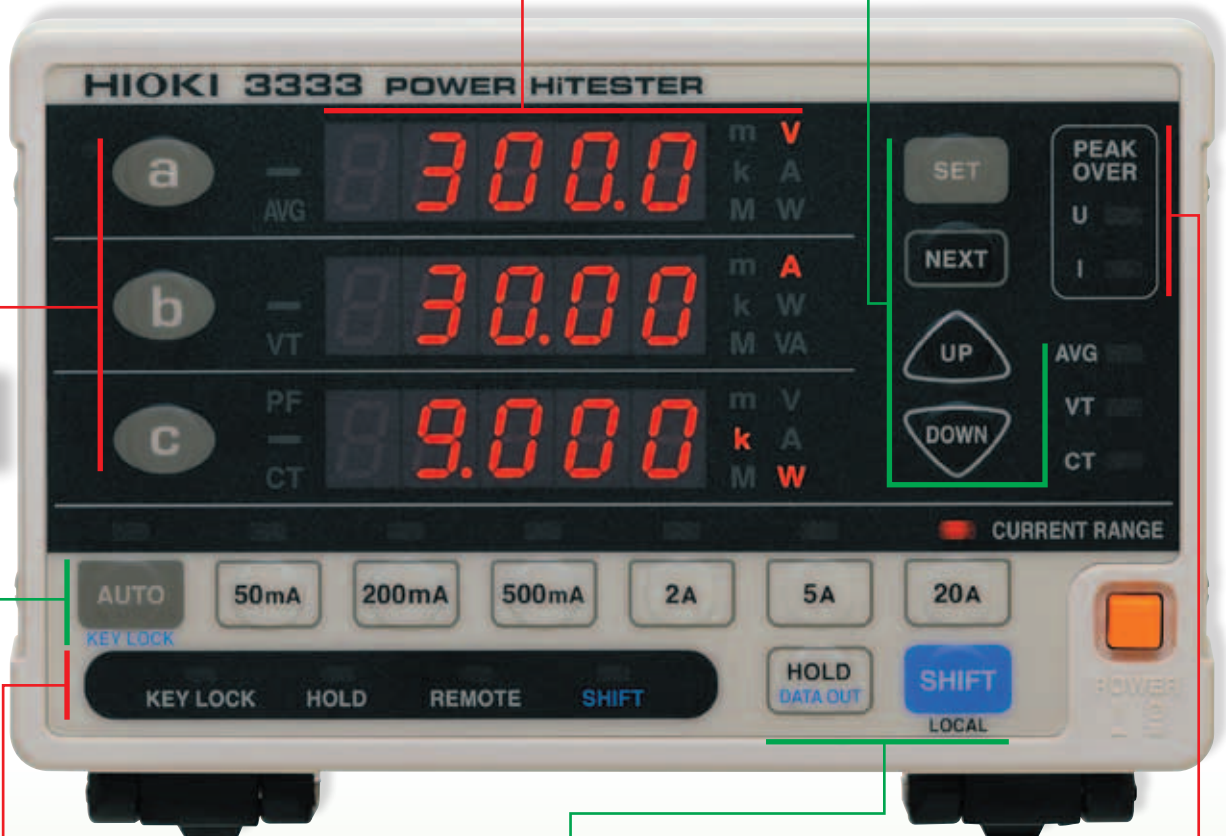 HIOKI 3333 POWER HiTESTER
a
AVG
300.0
m V
k A
M W
b
VT
30.00
m A
k W
M VA
c
PF
CT
9.000
m V
k A
M W
SET
NEXT
UP
DOWN
PEAK
OVER
U
I
AVG
VT
CT
CURRENT RANGE
AUTO 50mA 200mA 500mA 2A 5A 20A
KEY LOCK
KEY LOCK HOLD REMOTE SHIFT
HOLD
DATA OUT
SHIFT
LOCAL
POWER